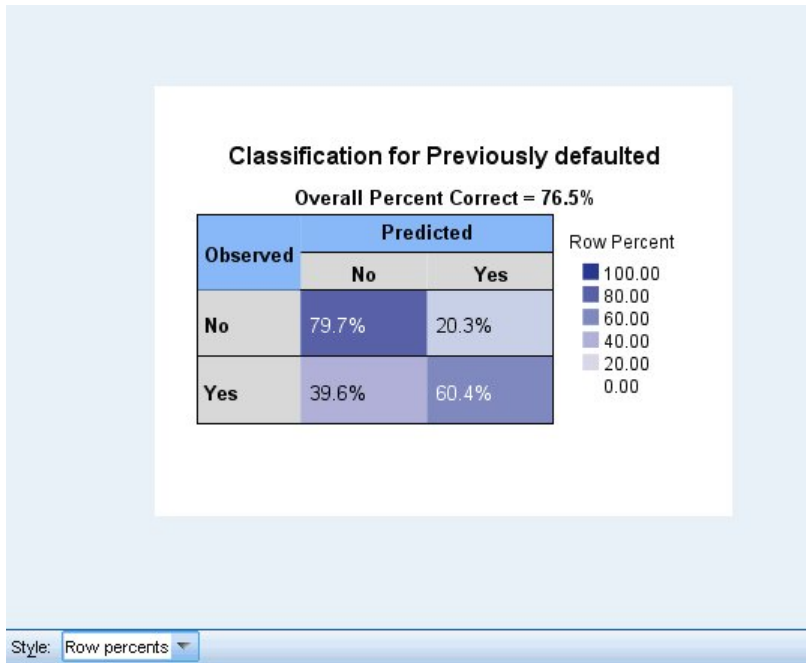 Classification for Previously defaulted
Overall Percent Correct = 76.5%
Observed
Predicted
No Yes
No 79.7% 20.3%
Yes 39.6% 60.4%
Row Percent
100.00
80.00
60.00
40.00
20.00
0.00
Style: Row percents